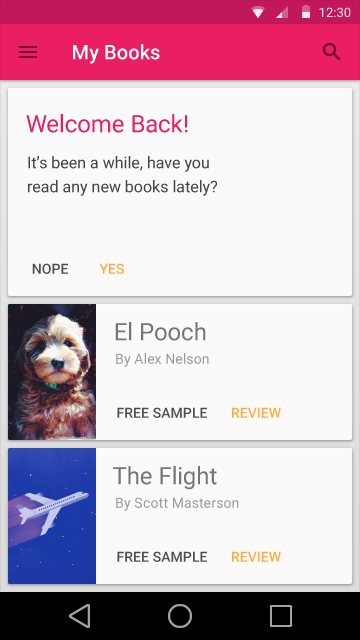 12:30
My Books
Welcome Back!
It's been a while, have you
read any new books lately?
NOPE YES
El Pooch
By Alex Nelson
FREE SAMPLE REVIEW
The Flight
By Scott Masterson
FREE SAMPLE REVIEW